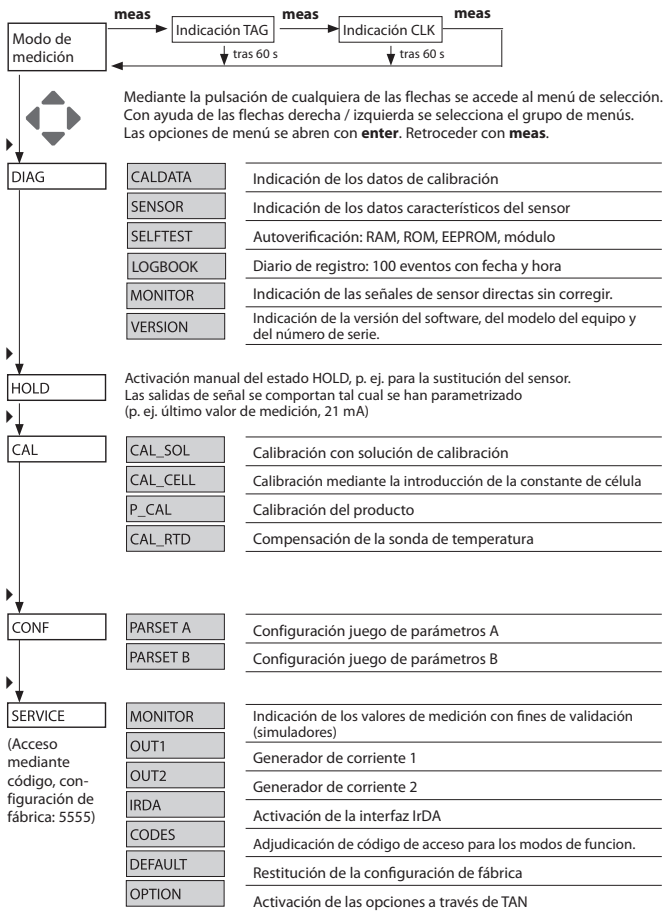 meas meas meas
Modo de medición
Indicación TAG
Indicación CLK
tras 60 s tras 60 s
Mediante la pulsación de cualquiera de las flechas se accede al menú de selección.
Con ayuda de las flechas derecha / izquierda se selecciona el grupo de menús.
Las opciones de menú se abren con enter. Retroceder con meas.
DIAG
CALDATA Indicación de los datos de calibración
SENSOR Indicación de los datos característicos del sensor
SELFTEST Autoverificación: RAM, ROM, EEPROM, módulo
LOGBOOK Diario de registro: 100 eventos con fecha y hora
MONITOR Indicación de las señales de sensor directas sin corregir.
VERSION Indicación de la versión del software, del modelo del equipo y
del número de serie.
HOLD
Activación manual del estado HOLD, p. ej. para la sustitución del sensor.
Las salidas de señal se comportan tal cual se han parametrizado
(p. ej. último valor de medición, 21 mA)
CAL
CAL_SOL Calibración con solución de calibración
CAL_CELL Calibración mediante la introducción de la constante de célula
P_CAL Calibración del producto
CAL_RTD Compensación de la sonda de temperatura
CONF
PARSET A Configuración juego de parámetros A
PARSET B Configuración juego de parámetros B
SERVICE
(Acceso
mediante
código, con-
figuración de
fábrica: 5555)
MONITOR Indicación de los valores de medición con fines de validación
(simuladores)
OUT1 Generador de corriente 1
OUT2 Generador de corriente 2
IRDA Activación de la interfaz IrDA
CODES Adjudicación de código de acceso para los modos de funcion.
DEFAULT Restitución de la configuración de fábrica
OPTION Activación de las opciones a través de TAN